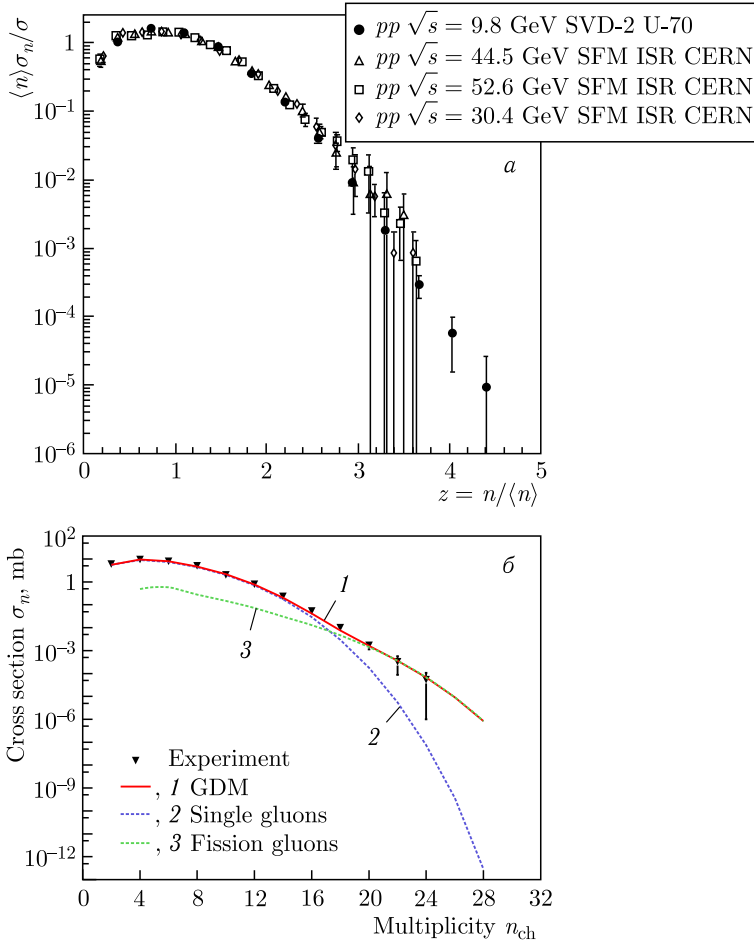 pp √s = 9.8 GeV SVD-2 U-70
pp √s = 44.5 GeV SFM ISR CERN
pp √s = 52.6 GeV SFM ISR CERN
pp √s = 30.4 GeV SFM ISR CERN
⟨n⟩σₙ/σ
а
1
10⁻¹
10⁻²
10⁻³
10⁻⁴
10⁻⁵
10⁻⁶
0 1 2 3 4 5
z = n/⟨n⟩
б
Cross section σₙ, mb
10²
1
10⁻³
10⁻⁶
10⁻⁹
10⁻¹²
1
3
2
Experiment
, 1 GDM
, 2 Single gluons
, 3 Fission gluons
0 4 8 12 16 20 24 28 32
Multiplicity n_ch